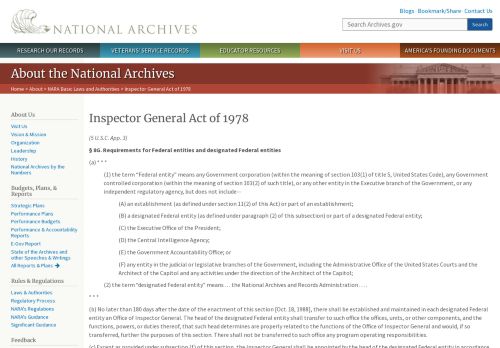 NATIONAL ARCHIVES
Blogs · Bookmark/Share · Contact Us
Search Archives.gov
Search
RESEARCH OUR RECORDS
VETERANS' SERVICE RECORDS
EDUCATOR RESOURCES
VISIT US
AMERICA'S FOUNDING DOCUMENTS
About the National Archives
Home > About > NARA Basic Laws and Authorities > Inspector General Act of 1978
About Us
Visit Us
Vision & Mission
Organization
Leadership
History
National Archives by the
Numbers
Budgets, Plans, &
Reports
Strategic Plans
Performance Plans
Performance Budgets
Performance & Accountability
Reports
E-Gov Report
State of the Archives and
other Speeches & Writings
All Reports & Plans
Rules & Regulations
Laws & Authorities
Regulatory Process
NARA's Regulations
NARA's Guidance
Significant Guidance
Feedback
Inspector General Act of 1978
(5 U.S.C. App. 3)
§ 8G. Requirements for Federal entities and designated Federal entities
(a) * * *
(1) the term "Federal entity" means any Government corporation (within the meaning of section 103(1) of title 5, United States Code), any Government
controlled corporation (within the meaning of section 103(2) of such title), or any other entity in the Executive branch of the Government, or any
independent regulatory agency, but does not include--
(A) an establishment (as defined under section 11(2) of this Act) or part of an establishment;
(B) a designated Federal entity (as defined under paragraph (2) of this subsection) or part of a designated Federal entity;
(C) the Executive Office of the President;
(D) the Central Intelligence Agency;
(E) the Government Accountability Office; or
(F) any entity in the judicial or legislative branches of the Government, including the Administrative Office of the United States Courts and the
Architect of the Capitol and any activities under the direction of the Architect of the Capitol;
(2) the term "designated Federal entity" means . . . the National Archives and Records Administration . . . .
* * *
(b) No later than 180 days after the date of the enactment of this section [Oct. 18, 1988], there shall be established and maintained in each designated Federal
entity an Office of Inspector General. The head of the designated Federal entity shall transfer to such office the offices, units, or other components, and the
functions, powers, or duties thereof, that such head determines are properly related to the functions of the Office of Inspector General and would, if so
transferred, further the purposes of this section. There shall not be transferred to such office any program operating responsibilities.
(c) Except as provided under subsection (f) of this section, the Inspector General shall be appointed by the head of the designated Federal entity in accordance